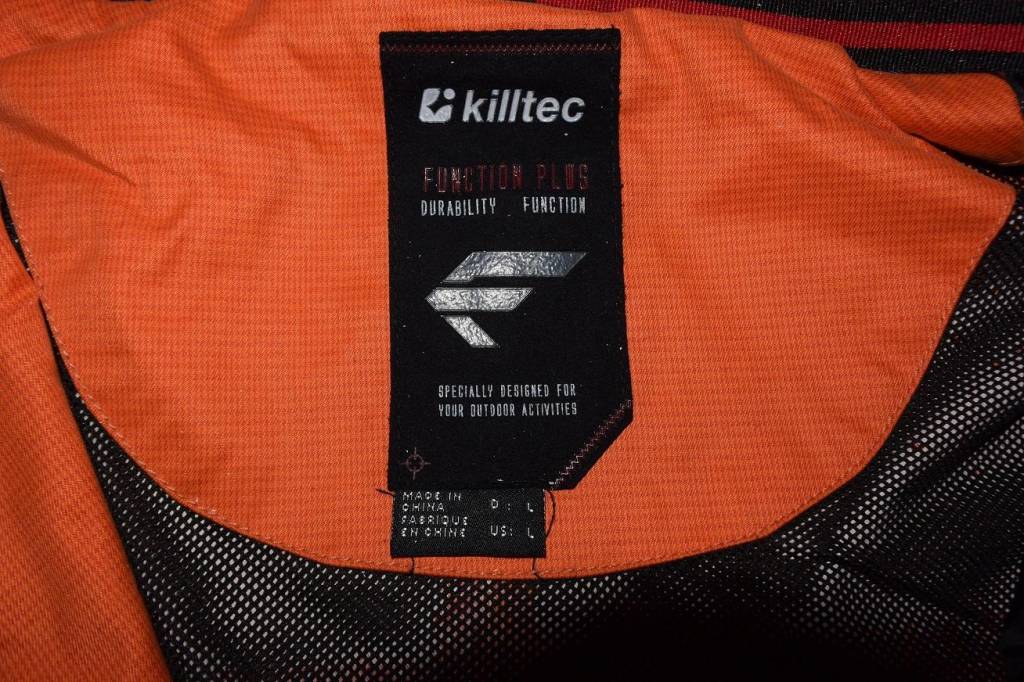 killtec
FUNCTION PLUS
DURABILITY FUNCTION
SPECIALLY DESIGNED FOR
YOUR OUTDOOR ACTIVITIES
MADE IN
CHINA
D: L
FABRIQUE
EN CHINE
US: L